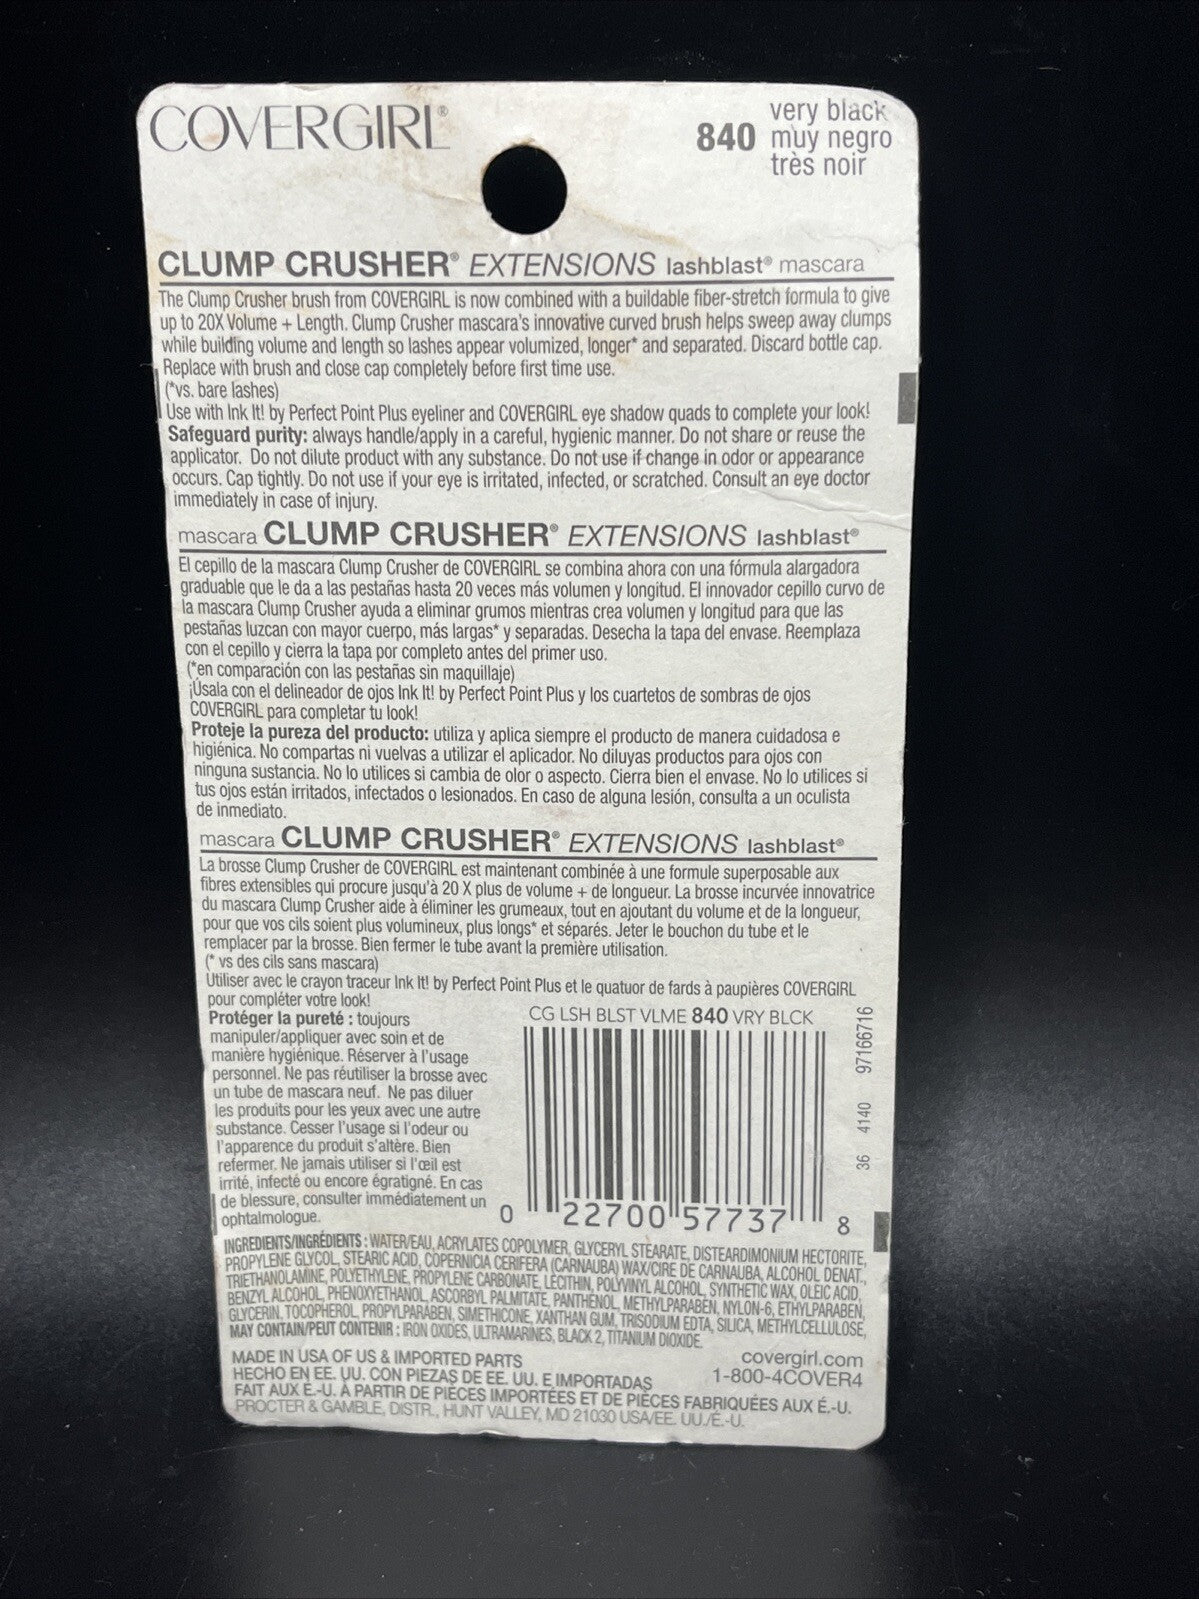 COVERGIRL®
840 very black
muy negro
très noir
CLUMP CRUSHER® EXTENSIONS lashblast® mascara
The Clump Crusher brush from COVERGIRL is now combined with a buildable fiber-stretch formula to give
up to 20X Volume + Length. Clump Crusher mascara's innovative curved brush helps sweep away clumps
while building volume and length so lashes appear volumized, longer* and separated. Discard bottle cap.
Replace with brush and close cap completely before first time use.
(*vs. bare lashes)
Use with Ink It! by Perfect Point Plus eyeliner and COVERGIRL eye shadow quads to complete your look!
Safeguard purity: always handle/apply in a careful, hygienic manner. Do not share or reuse the
applicator. Do not dilute product with any substance. Do not use if change in odor or appearance
occurs. Cap tightly. Do not use if your eye is irritated, infected, or scratched. Consult an eye doctor
immediately in case of injury.
mascara CLUMP CRUSHER® EXTENSIONS lashblast®
El cepillo de la mascara Clump Crusher de COVERGIRL se combina ahora con una fórmula alargadora
graduable que le da a las pestañas hasta 20 veces más volumen y longitud. El innovador cepillo curvo de
la mascara Clump Crusher ayuda a eliminar grumos mientras crea volumen y longitud para que las
pestañas luzcan con mayor cuerpo, más largas* y separadas. Desecha la tapa del envase. Reemplaza
con el cepillo y cierra la tapa por completo antes del primer uso.
(*en comparación con las pestañas sin maquillaje)
¡Úsala con el delineador de ojos Ink It! by Perfect Point Plus y los cuartetos de sombras de ojos
COVERGIRL para completar tu look!
Proteje la pureza del producto: utiliza y aplica siempre el producto de manera cuidadosa e
higiénica. No compartas ni vuelvas a utilizar el aplicador. No diluyas productos para ojos con
ninguna sustancia. No lo utilices si cambia de olor o aspecto. Cierra bien el envase. No lo utilices si
tus ojos están irritados, infectados o lesionados. En caso de alguna lesión, consulta a un oculista
de inmediato.
mascara CLUMP CRUSHER® EXTENSIONS lashblast®
La brosse Clump Crusher de COVERGIRL est maintenant combinée à une formule superposable aux
fibres extensibles qui procure jusqu'à 20 X plus de volume + de longueur. La brosse incurvée innovatrice
du mascara Clump Crusher aide à éliminer les grumeaux, tout en ajoutant du volume et de la longueur,
pour que vos cils soient plus volumineux, plus longs* et séparés. Jeter le bouchon du tube et le
remplacer par la brosse. Bien fermer le tube avant la première utilisation.
(* vs des cils sans mascara)
Utiliser avec le crayon traceur Ink It! by Perfect Point Plus et le quatuor de fards à paupières COVERGIRL
pour compléter votre look!
Protéger la pureté : toujours
manipuler/appliquer avec soin et de
manière hygiénique. Réserver à l'usage
personnel. Ne pas réutiliser la brosse avec
un tube de mascara neuf. Ne pas diluer
les produits pour les yeux avec une autre
substance. Cesser l'usage si l'odeur ou
l'apparence du produit s'altère. Bien
refermer. Ne jamais utiliser si l'œil est
irrité, infecté ou encore égratigné. En cas
de blessure, consulter immédiatement un
ophtalmologue.
CG LSH BLST VLME 840 VRY BLCK
0 22700 57737 8
36 4140 97166716
INGREDIENTS/INGRÉDIENTS : WATER/EAU, ACRYLATES COPOLYMER, GLYCERYL STEARATE, DISTEARDIMONIUM HECTORITE,
PROPYLENE GLYCOL, STEARIC ACID, COPERNICIA CERIFERA (CARNAUBA) WAX/CIRE DE CARNAUBA, ALCOHOL DENAT.,
TRIETHANOLAMINE, POLYETHYLENE, PROPYLENE CARBONATE, LECITHIN, POLYVINYL ALCOHOL, SYNTHETIC WAX, OLEIC ACID,
BENZYL ALCOHOL, PHENOXYETHANOL, ASCORBYL PALMITATE, PANTHENOL, METHYLPARABEN, NYLON-6, ETHYLPARABEN,
GLYCERIN, TOCOPHEROL, PROPYLPARABEN, SIMETHICONE, XANTHAN GUM, TRISODIUM EDTA, SILICA, METHYLCELLULOSE,
MAY CONTAIN/PEUT CONTENIR : IRON OXIDES, ULTRAMARINES, BLACK 2, TITANIUM DIOXIDE.
MADE IN USA OF US & IMPORTED PARTS
HECHO EN EE. UU. CON PIEZAS DE EE. UU. E IMPORTADAS
FAIT AUX É.-U. À PARTIR DE PIÈCES IMPORTÉES ET DE PIÈCES FABRIQUÉES AUX É.-U.
PROCTER & GAMBLE, DISTR., HUNT VALLEY, MD 21030 USA/EE. UU./É.-U.
covergirl.com
1-800-4COVER4